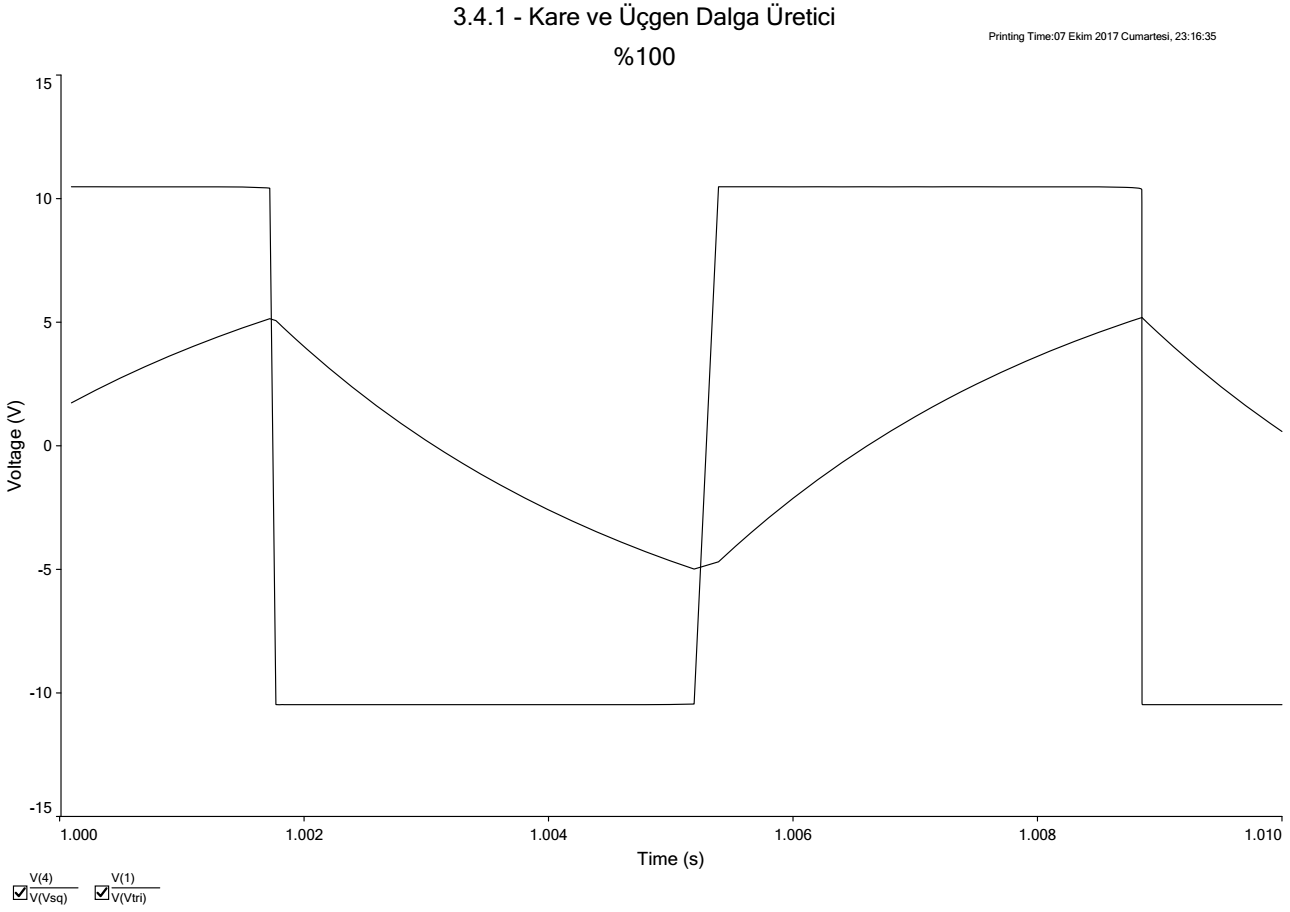 3.4.1 - Kare ve Üçgen Dalga Üretici
Printing Time:07 Ekim 2017 Cumartesi, 23:16:35
%100
15
10
5
0
-5
-10
-15
Voltage (V)
1.000 1.002 1.004 1.006 1.008 1.010
Time (s)
V(4) V(1)
V(Vsq) V(Vtri)